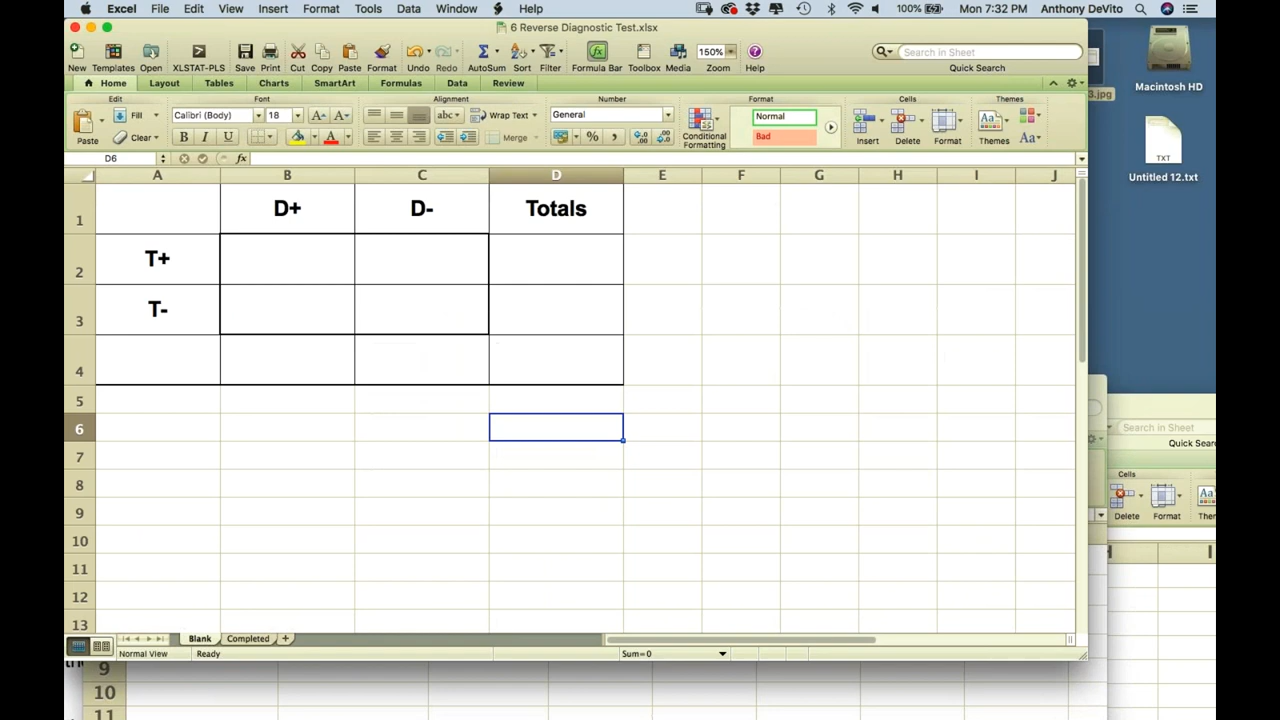 Excel File Edit View Insert Format Tools Data Window Help 100% Mon 7:32 PM Anthony DeVito
6 Reverse Diagnostic Test.xlsx
New Templates Open XLSTAT-PLS Save Print Cut Copy Paste Format Undo Redo AutoSum Sort Filter Formula Bar Toolbox Media 150% Zoom Help Search in Sheet Quick Search
Home Layout Tables Charts SmartArt Formulas Data Review
Edit Font Alignment Number Format Cells Themes
Paste Fill Calibri (Body) 18 A A abc Wrap Text General Conditional Formatting Normal Insert Delete Format Themes Aa
Clear B I U A Merge % Bad
D6 fx
A B C D E F G H I J
1 D+ D- Totals
2 T+
3 T-
4
5
6
7
8
9
10
11
12
13
Blank Completed +
Normal View Ready Sum=0
3.jpg
Macintosh HD
TXT
Untitled 12.txt
Search in Sheet
Quick Sear
Cells
Delete Format
H I
9
10
11